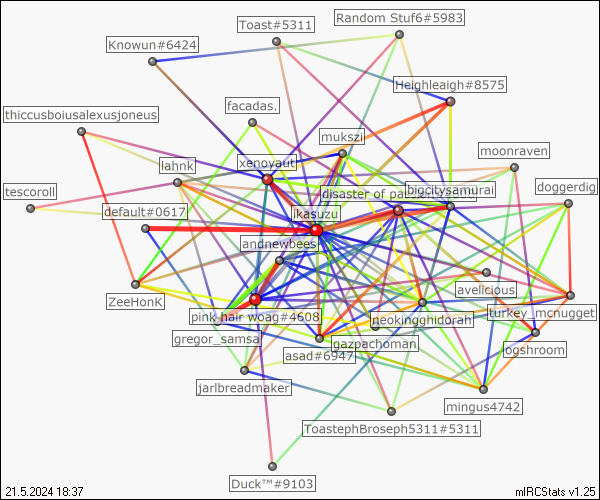 Random Stuf6#5983
Toast#5311
Knowun#6424
Heighleaigh#8575
facadas.
thiccusboiusalexusjoneus
mukszii
moonraven
xenoyaut
lahnk
tescoroll
disaster of pa
bigcitysamurai
doggerdig
default#0617
lkasuzu
andnewbees
avelicious
ZeeHonK
pink hair woag#4608
neokingghidorah
turkey_mcnugget
gregor_samsa
gazpachoman
logshroom
asad#6947
jarlbreadmaker
mingus4742
ToastephBroseph5311#5311
Duck™#9103
21.5.2024 18:37
mIRCStats v1.25